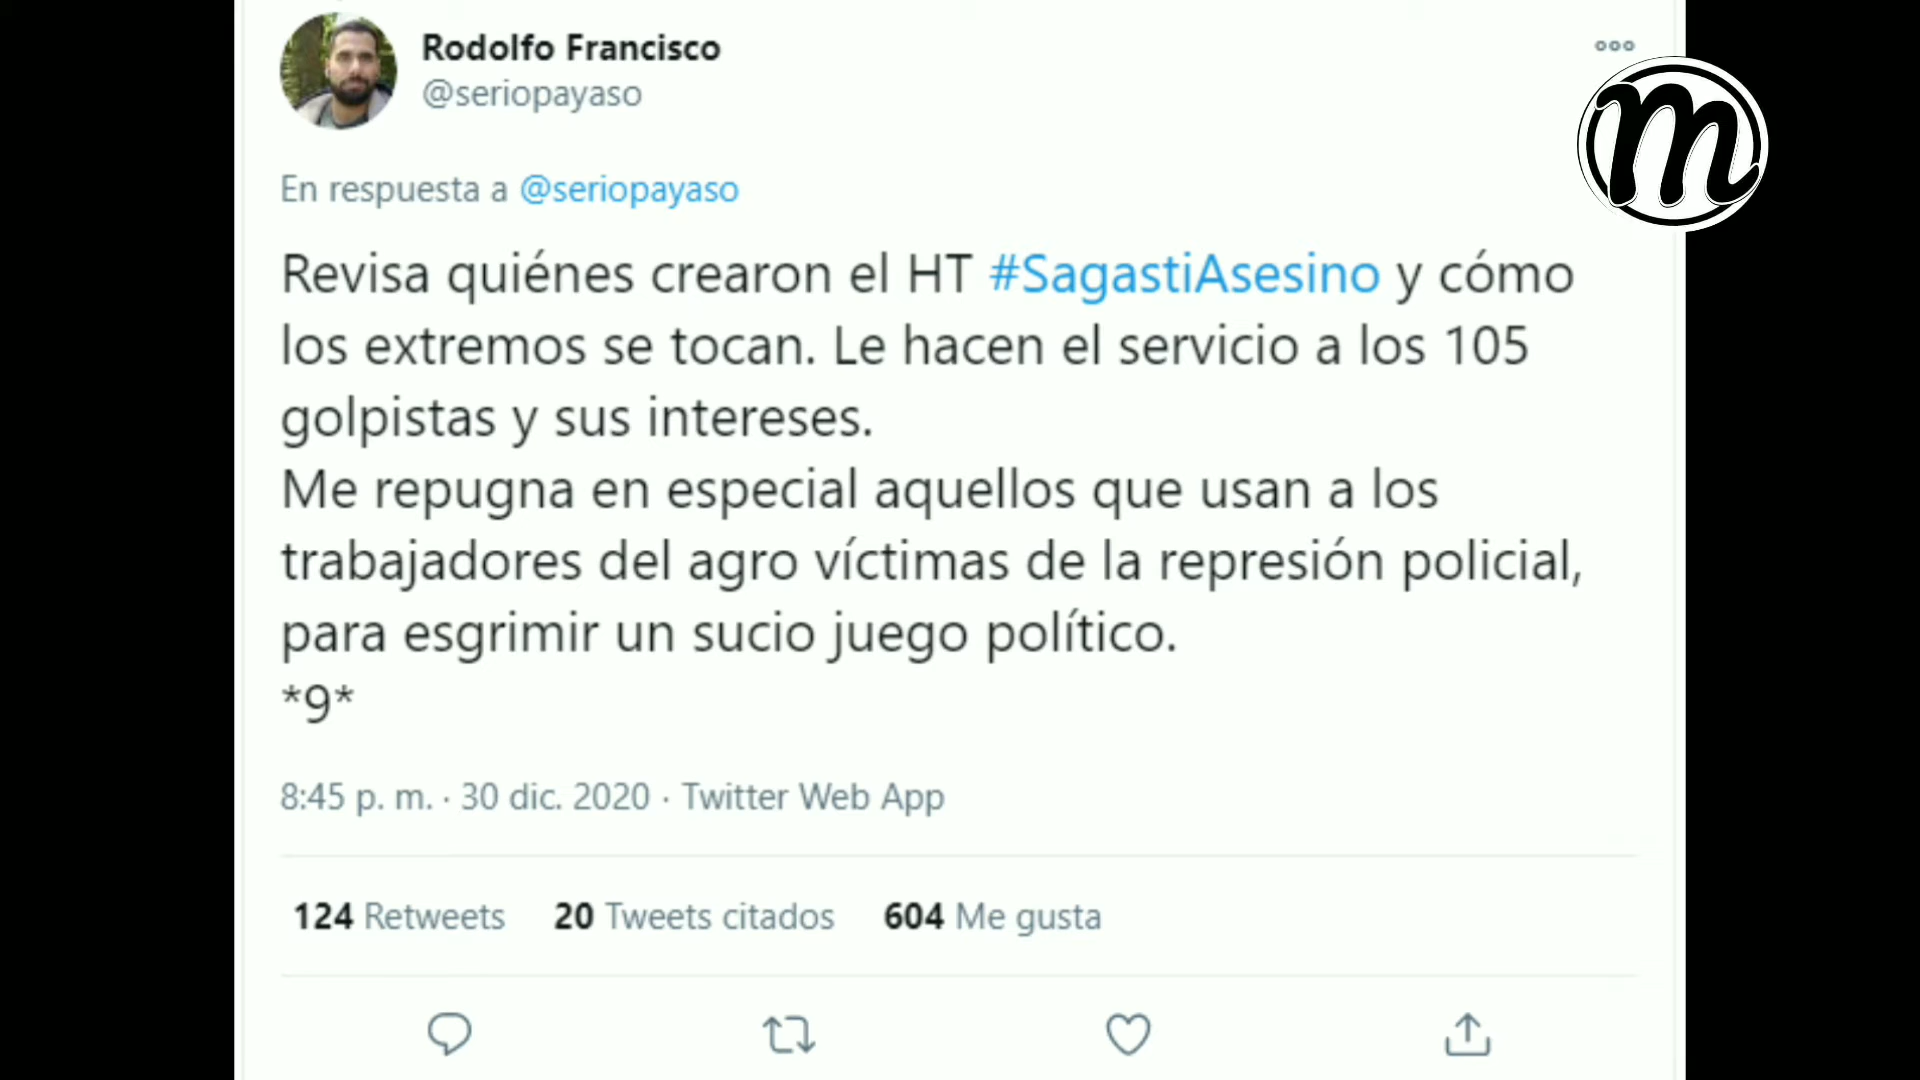 Rodolfo Francisco
@seriopayaso
m
En respuesta a @seriopayaso
Revisa quiénes crearon el HT #SagastiAsesino y cómo
los extremos se tocan. Le hacen el servicio a los 105
golpistas y sus intereses.
Me repugna en especial aquellos que usan a los
trabajadores del agro víctimas de la represión policial,
para esgrimir un sucio juego político.
*9*
8:45 p. m. · 30 dic. 2020 · Twitter Web App
124 Retweets 20 Tweets citados 604 Me gusta